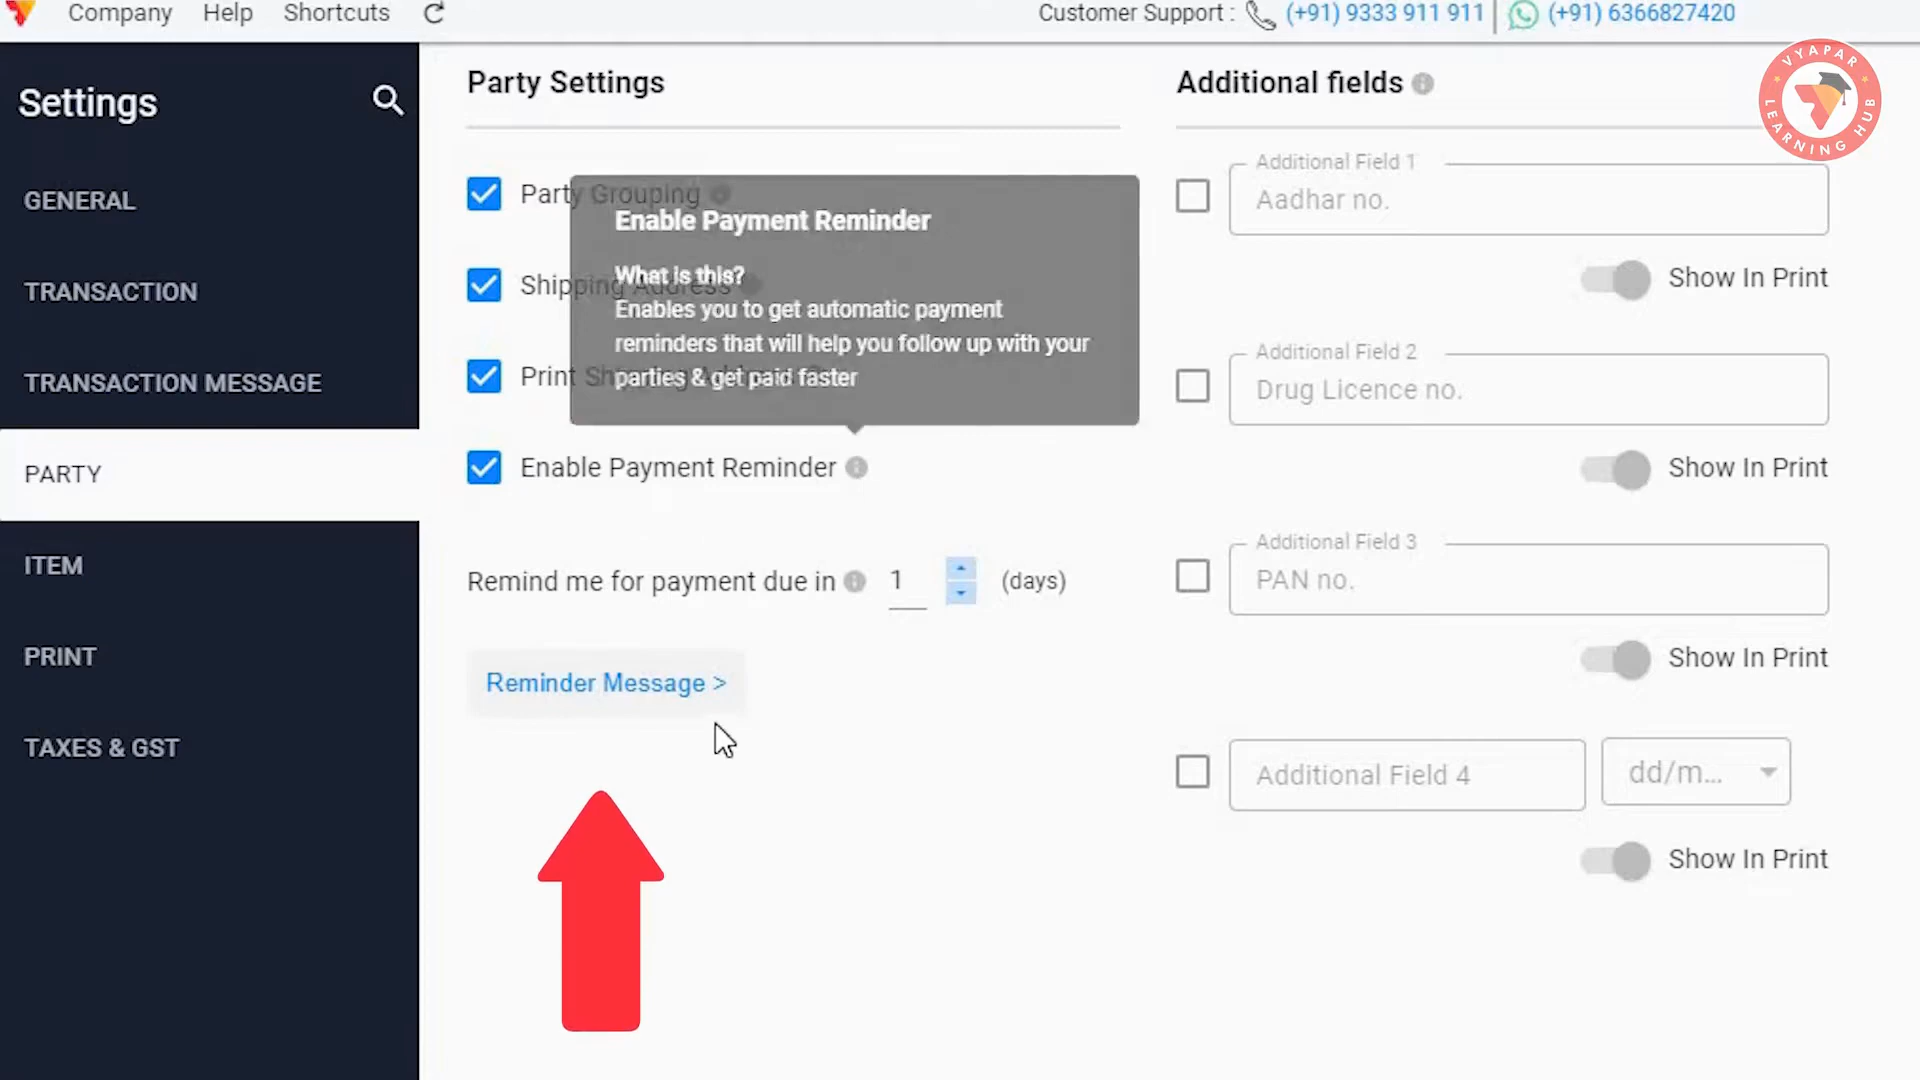 Company Help Shortcuts
Customer Support : (+91) 9333 911 911 (+91) 6366827420
VYAPAR
LEARNING HUB
Settings
GENERAL
TRANSACTION
TRANSACTION MESSAGE
PARTY
ITEM
PRINT
TAXES & GST
Party Settings
Party Grouping
Enable Payment Reminder
What is this?
Enables you to get automatic payment
reminders that will help you follow up with your
parties & get paid faster
Shipping Address
Print Shipping Address
Enable Payment Reminder
Remind me for payment due in 1 (days)
Reminder Message >
Additional fields
Additional Field 1
Aadhar no.
Show In Print
Additional Field 2
Drug Licence no.
Show In Print
Additional Field 3
PAN no.
Show In Print
Additional Field 4
dd/m...
Show In Print